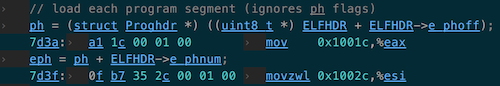 // load each program segment (ignores ph flags)
ph = (struct Proghdr *) ((uint8_t *) ELFHDR + ELFHDR->e_phoff);
7d3a: a1 1c 00 01 00 mov 0x1001c,%eax
eph = ph + ELFHDR->e_phnum;
7d3f: 0f b7 35 2c 00 01 00 movzwl 0x1002c,%esi